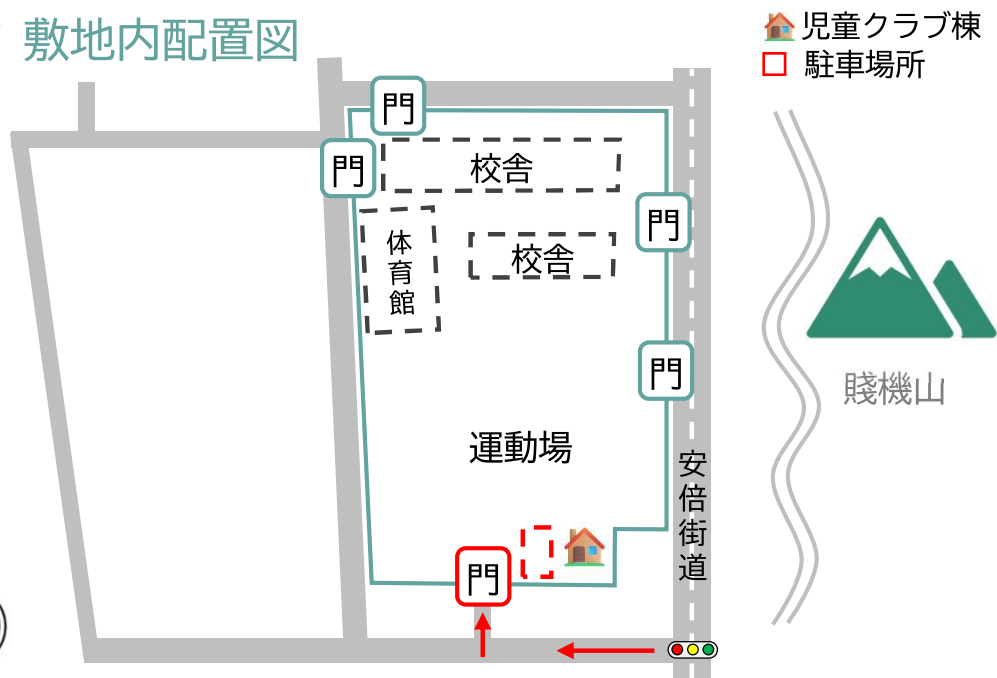 敷地内配置図
児童クラブ棟
駐車場所
門
門
校舎
門
体育館
校舎
門
賤機山
運動場
安倍街道
門